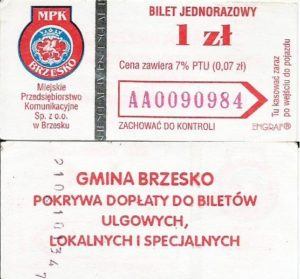 MPK
BRZESKO
Miejskie
Przedsiębiorstwo
Komunikacyjne
Sp. z o.o.
w Brzesku
BILET JEDNORAZOWY
1 zł
Cena zawiera 7% PTU (0,07 zł)
AA0090984
ZACHOWAĆ DO KONTROLI
ENGRAF®
Tu kasować zaraz
po wejściu do pojazdu
GMINA BRZESKO
POKRYWA DOPŁATY DO BILETÓW
ULGOWYCH,
LOKALNYCH I SPECJALNYCH